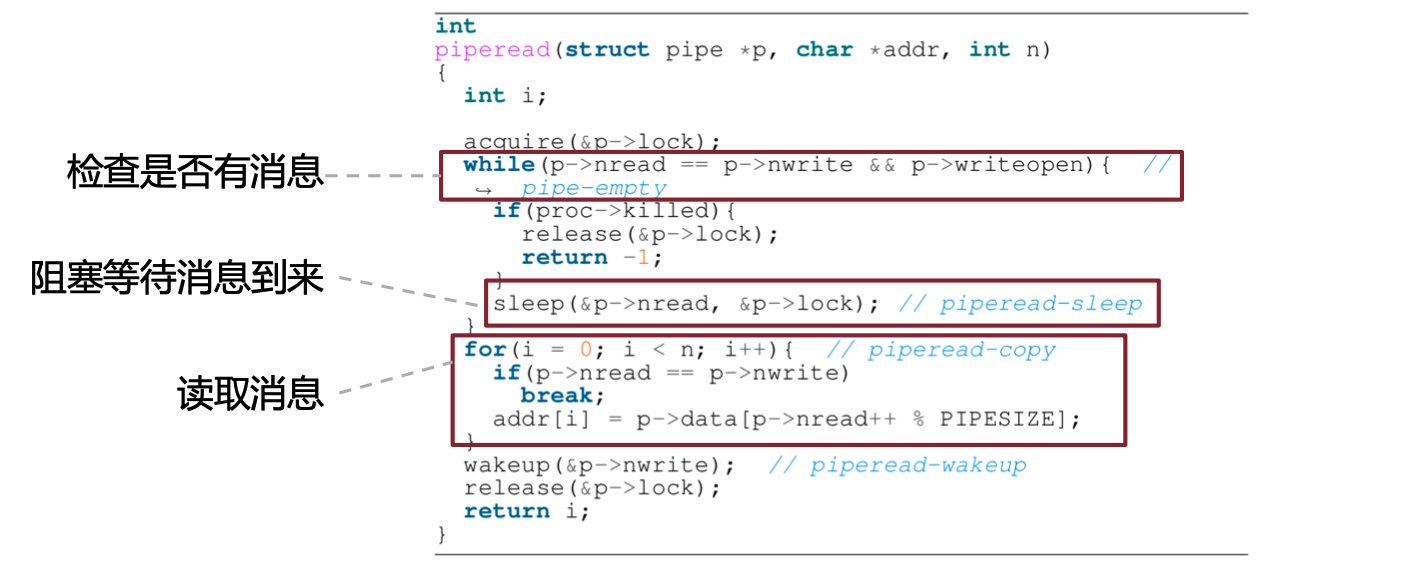 int
piperead(struct pipe *p, char *addr, int n)
{
  int i;

  acquire(&p->lock);
检查是否有消息
  while(p->nread == p->nwrite && p->writeopen){  //
  ↪  pipe-empty
    if(proc->killed){
      release(&p->lock);
      return -1;
    }
阻塞等待消息到来
    sleep(&p->nread, &p->lock); // piperead-sleep
  }
  for(i = 0; i < n; i++){  // piperead-copy
    if(p->nread == p->nwrite)
读取消息
      break;
    addr[i] = p->data[p->nread++ % PIPESIZE];
  }
  wakeup(&p->nwrite);  // piperead-wakeup
  release(&p->lock);
  return i;
}